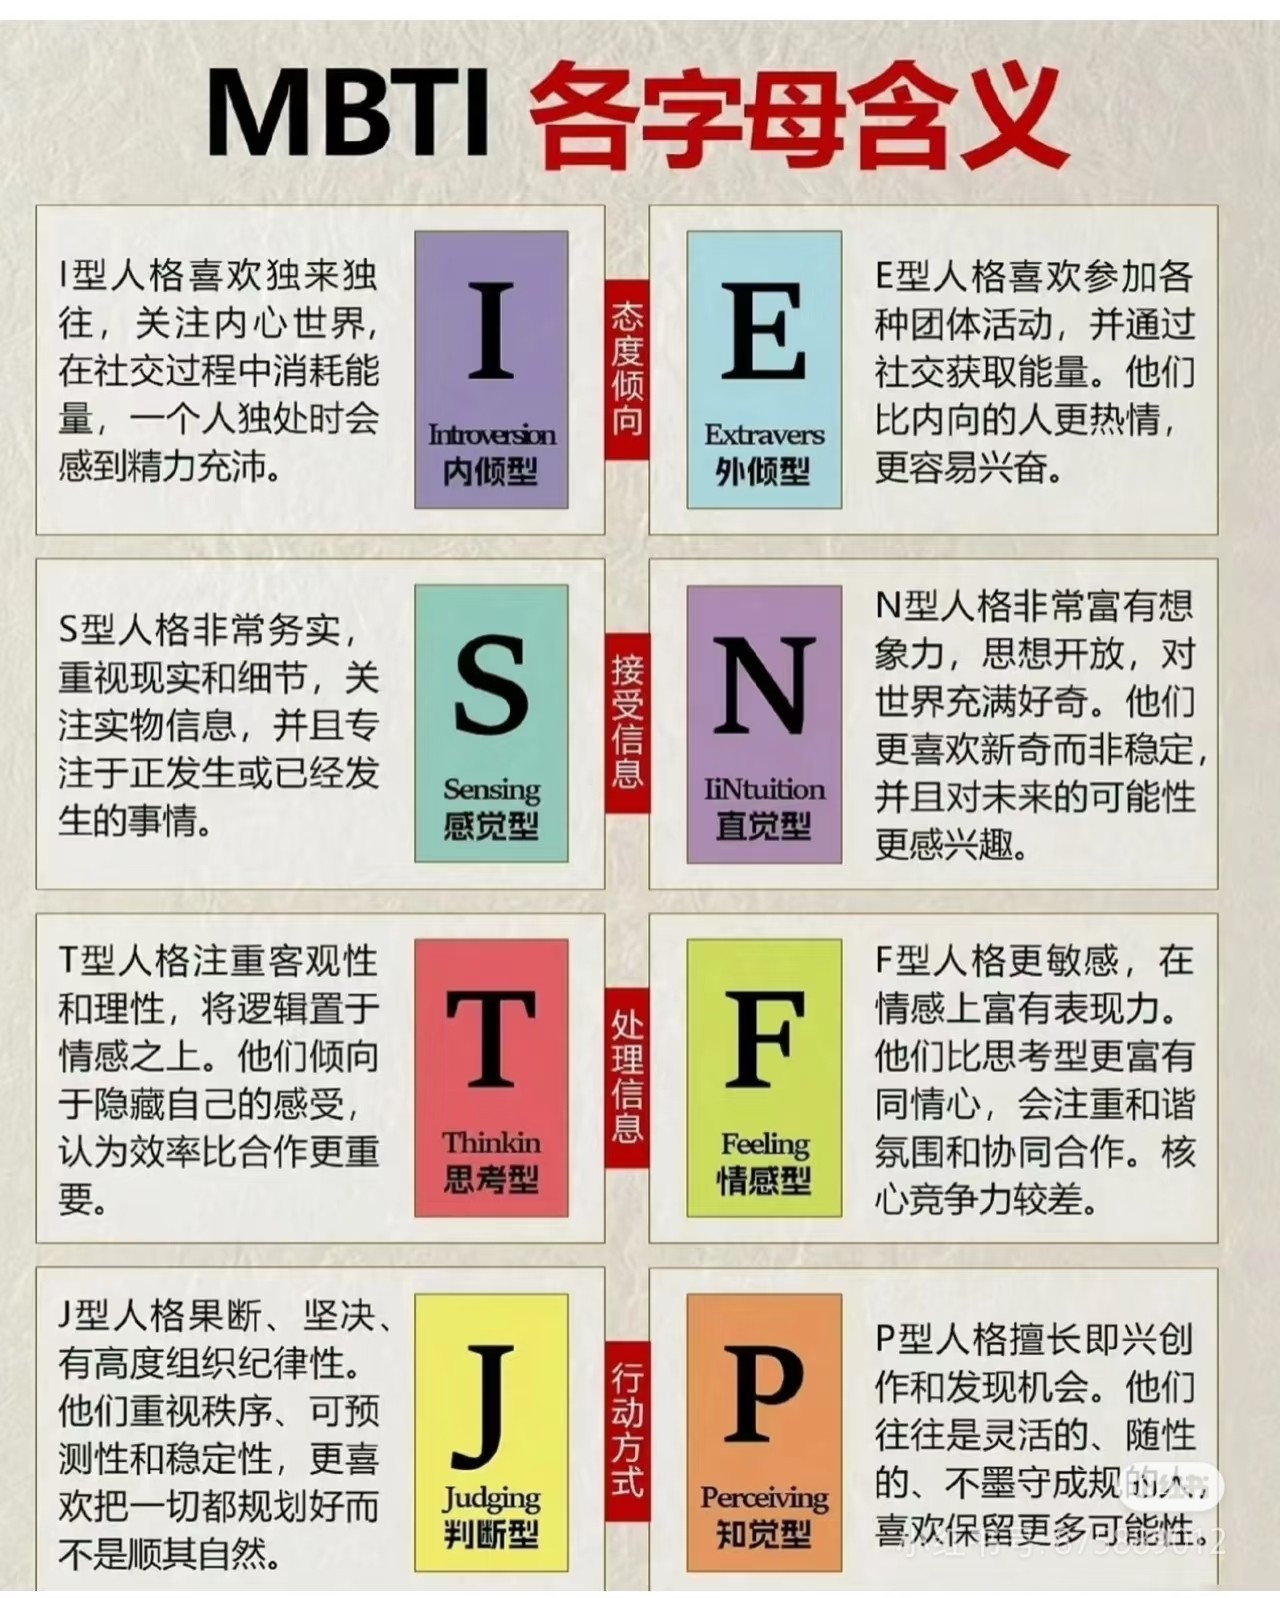 MBTI 各字母含义
I型人格喜欢独来独
往，关注内心世界，
在社交过程中消耗能
量，一个人独处时会
感到精力充沛。
I
Introversion
内倾型
态度倾向
E
Extravers
外倾型
E型人格喜欢参加各
种团体活动，并通过
社交获取能量。他们
比内向的人更热情，
更容易兴奋。
S型人格非常务实，
重视现实和细节，关
注实物信息，并且专
注于正发生或已经发
生的事情。
S
Sensing
感觉型
接受信息
N
IiNtuition
直觉型
N型人格非常富有想
象力，思想开放，对
世界充满好奇。他们
更喜欢新奇而非稳定，
并且对未来的可能性
更感兴趣。
T型人格注重客观性
和理性，将逻辑置于
情感之上。他们倾向
于隐藏自己的感受，
认为效率比合作更重
要。
T
Thinkin
思考型
处理信息
F
Feeling
情感型
F型人格更敏感，在
情感上富有表现力。
他们比思考型更富有
同情心，会注重和谐
氛围和协同合作。核
心竞争力较差。
J型人格果断、坚决、
有高度组织纪律性。
他们重视秩序、可预
测性和稳定性，更喜
欢把一切都规划好而
不是顺其自然。
J
Judging
判断型
行动方式
P
Perceiving
知觉型
P型人格擅长即兴创
作和发现机会。他们
往往是灵活的、随性
的、不墨守成规的人，
喜欢保留更多可能性。
小红书
小红书号: